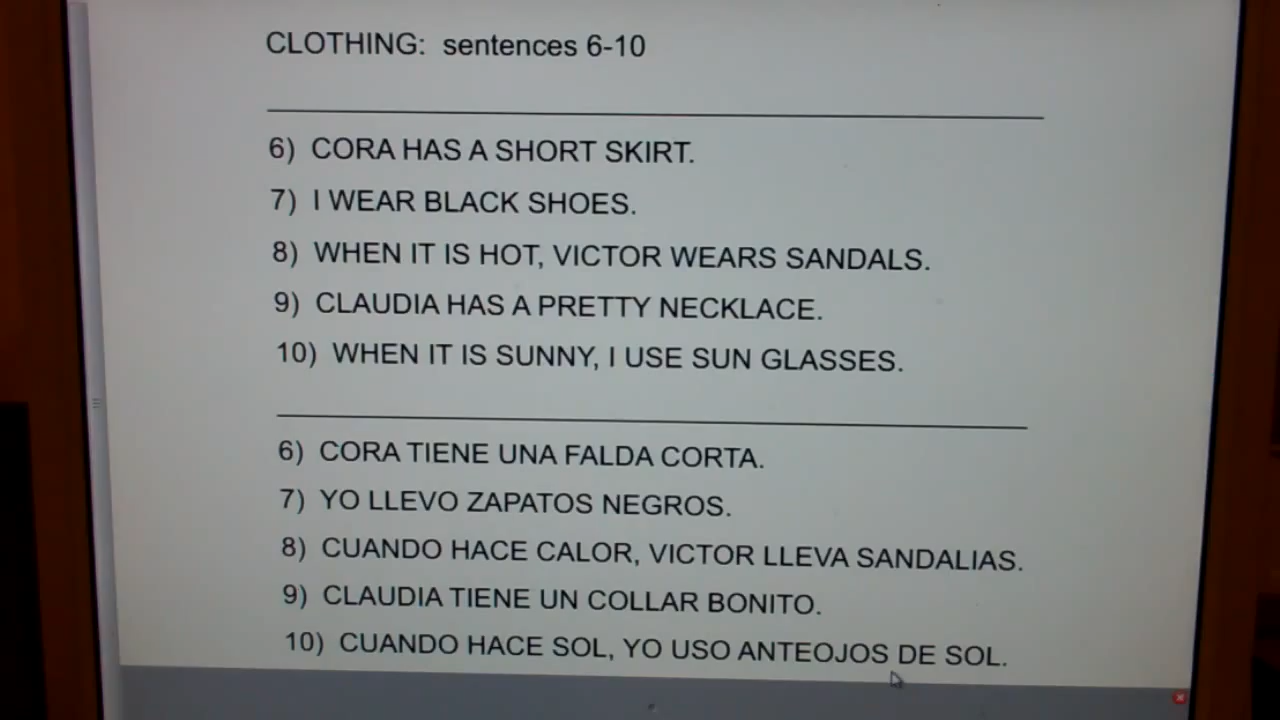 CLOTHING: sentences 6-10
6) CORA HAS A SHORT SKIRT.
7) I WEAR BLACK SHOES.
8) WHEN IT IS HOT, VICTOR WEARS SANDALS.
9) CLAUDIA HAS A PRETTY NECKLACE.
10) WHEN IT IS SUNNY, I USE SUN GLASSES.
6) CORA TIENE UNA FALDA CORTA.
7) YO LLEVO ZAPATOS NEGROS.
8) CUANDO HACE CALOR, VICTOR LLEVA SANDALIAS.
9) CLAUDIA TIENE UN COLLAR BONITO.
10) CUANDO HACE SOL, YO USO ANTEOJOS DE SOL.